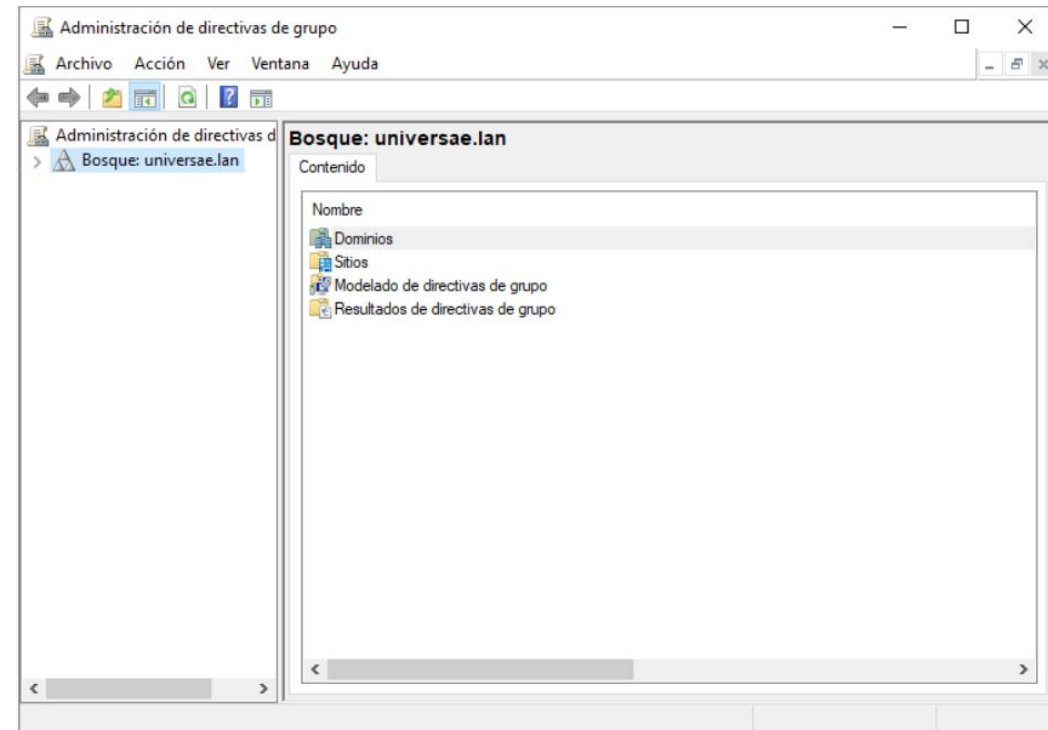 Administración de directivas de grupo
Archivo Acción Ver Ventana Ayuda
Administración de directivas d
Bosque: universae.lan
Bosque: universae.lan
Contenido
Nombre
Dominios
Sitios
Modelado de directivas de grupo
Resultados de directivas de grupo